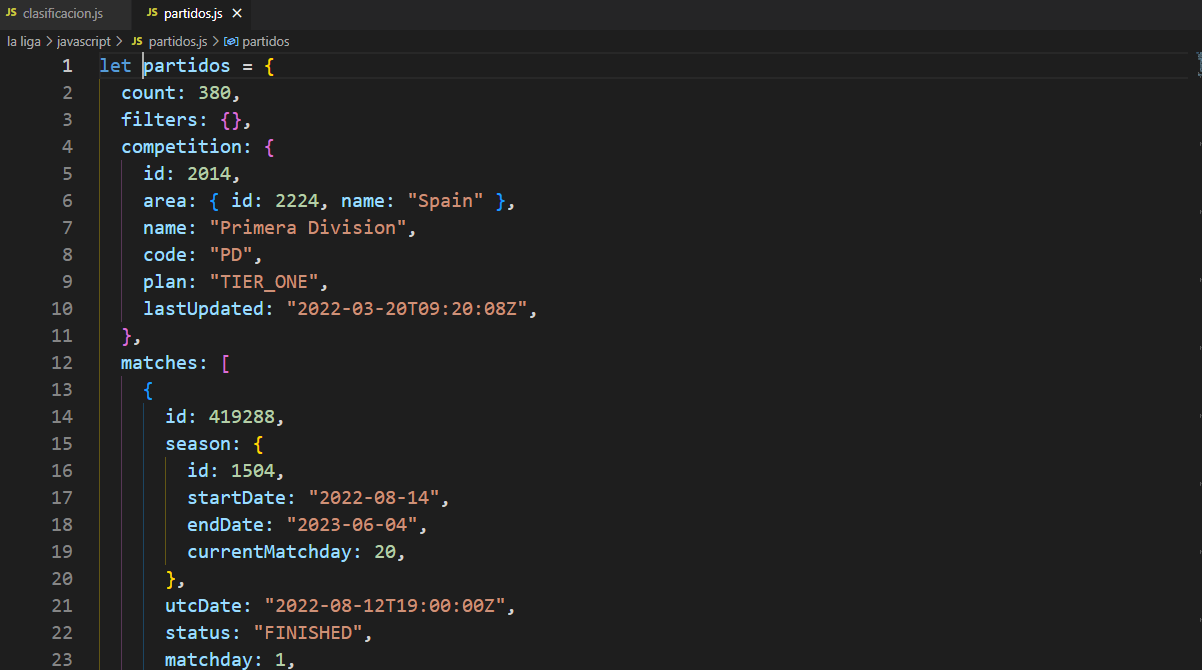 JS clasificacion.js JS partidos.js ×
la liga > javascript > JS partidos.js > partidos
1 let partidos = {
2 count: 380,
3 filters: {},
4 competition: {
5 id: 2014,
6 area: { id: 2224, name: "Spain" },
7 name: "Primera Division",
8 code: "PD",
9 plan: "TIER_ONE",
10 lastUpdated: "2022-03-20T09:20:08Z",
11 },
12 matches: [
13 {
14 id: 419288,
15 season: {
16 id: 1504,
17 startDate: "2022-08-14",
18 endDate: "2023-06-04",
19 currentMatchday: 20,
20 },
21 utcDate: "2022-08-12T19:00:00Z",
22 status: "FINISHED",
23 matchday: 1,